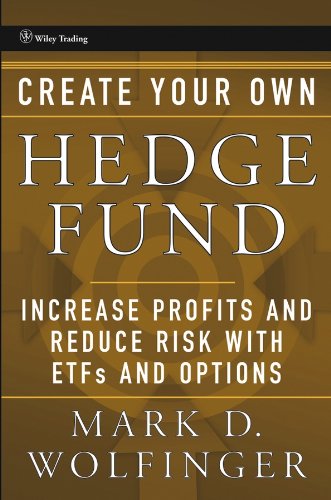 Wiley Trading
CREATE YOUR OWN
HEDGE
FUND
INCREASE PROFITS AND
REDUCE RISK WITH
ETFs AND OPTIONS
MARK D.
WOLFINGER